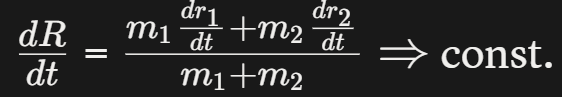 dR/dt = (m₁ dr₁/dt + m₂ dr₂/dt)/(m₁+m₂) ⟹ const.